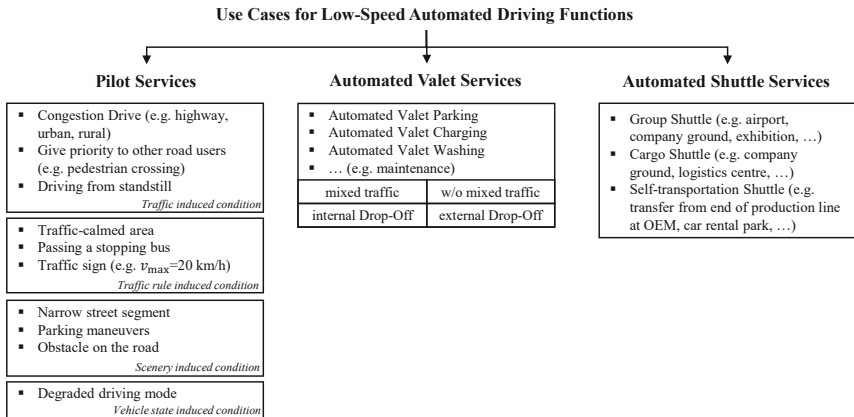 Use Cases for Low-Speed Automated Driving Functions
Pilot Services
▪ Congestion Drive (e.g. highway,
urban, rural)
▪ Give priority to other road users
(e.g. pedestrian crossing)
▪ Driving from standstill
Traffic induced condition
▪ Traffic-calmed area
▪ Passing a stopping bus
▪ Traffic sign (e.g. v_max=20 km/h)
Traffic rule induced condition
▪ Narrow street segment
▪ Parking maneuvers
▪ Obstacle on the road
Scenery induced condition
▪ Degraded driving mode
Vehicle state induced condition
Automated Valet Services
▪ Automated Valet Parking
▪ Automated Valet Charging
▪ Automated Valet Washing
▪ … (e.g. maintenance)
mixed traffic w/o mixed traffic
internal Drop-Off external Drop-Off
Automated Shuttle Services
▪ Group Shuttle (e.g. airport,
company ground, exhibition, …)
▪ Cargo Shuttle (e.g. company
ground, logistics centre, …)
▪ Self-transportation Shuttle (e.g.
transfer from end of production line
at OEM, car rental park, …)